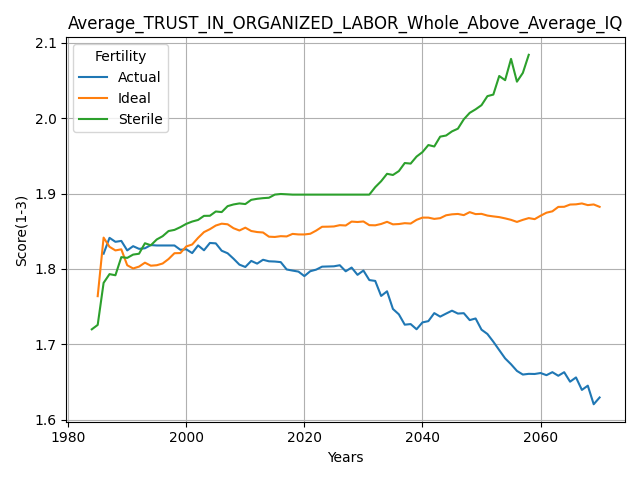 Average_TRUST_IN_ORGANIZED_LABOR_Whole_Above_Average_IQ
Fertility
Actual
Ideal
Sterile
Score(1-3)
2.1
2.0
1.9
1.8
1.7
1.6
1980
2000
2020
2040
2060
Years